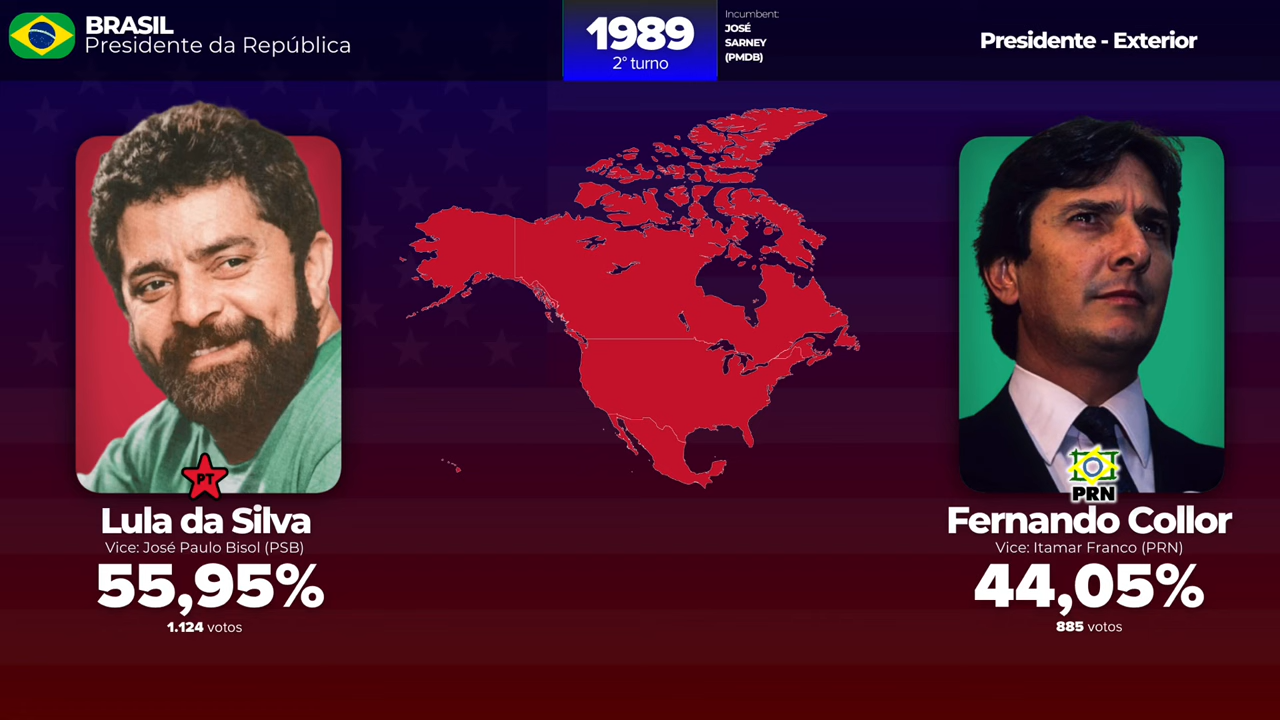 BRASIL
Presidente da República
1989
2° turno
Incumbent:
JOSÉ
SARNEY
(PMDB)
Presidente - Exterior
PT
Lula da Silva
Vice: José Paulo Bisol (PSB)
55,95%
1.124 votos
PRN
Fernando Collor
Vice: Itamar Franco (PRN)
44,05%
885 votos